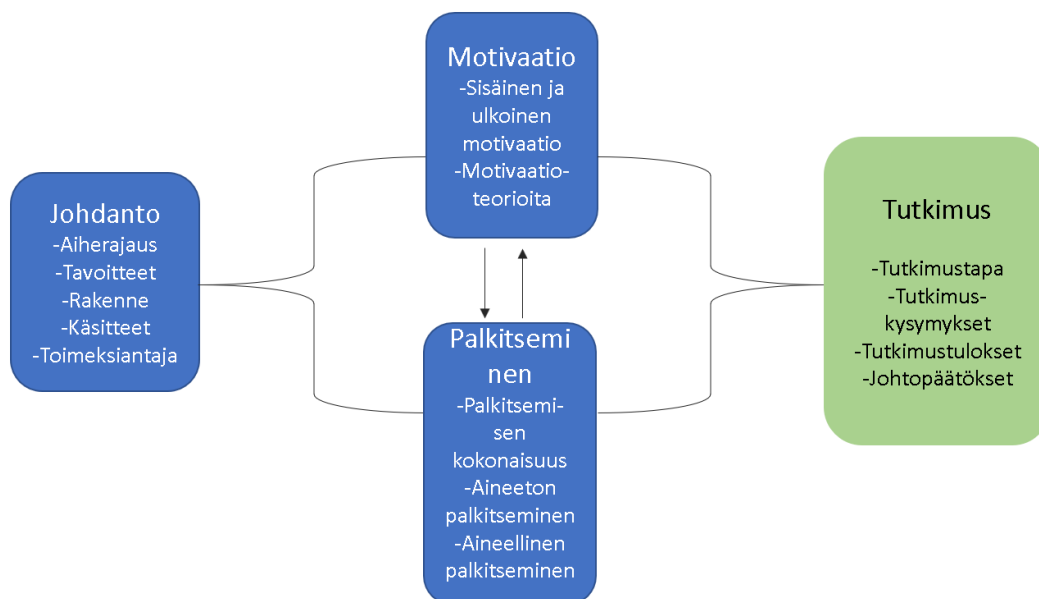 Johdanto
-Aiherajaus
-Tavoitteet
-Rakenne
-Käsitteet
-Toimeksiantaja
Motivaatio
-Sisäinen ja
ulkoinen
motivaatio
-Motivaatio-
teorioita
Palkitsemi
nen
-Palkitsemi-
sen
kokonaisuus
-Aineeton
palkitseminen
-Aineellinen
palkitseminen
Tutkimus
-Tutkimustapa
-Tutkimus-
kysymykset
-Tutkimustulokset
-Johtopäätökset